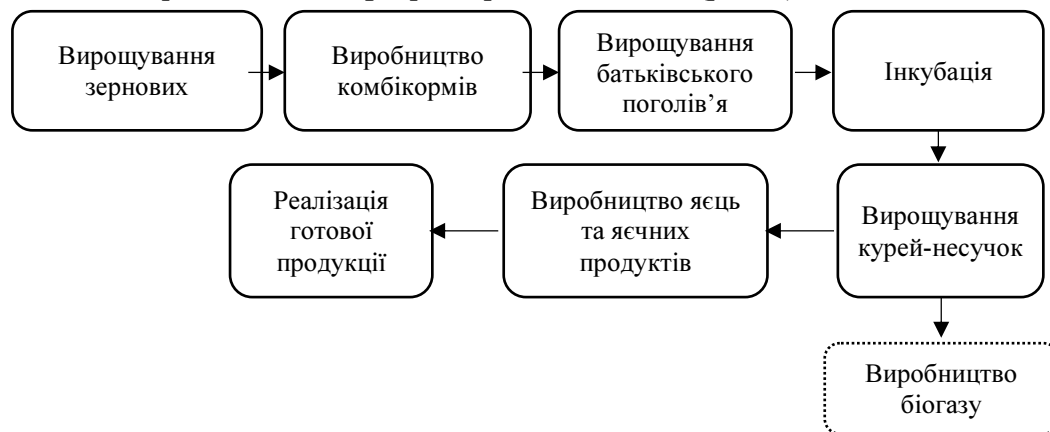 Вирощування
зернових
Виробництво
комбікормів
Вирощування
батьківського
поголів’я
Інкубація
Вирощування
курей-несучок
Виробництво яєць
та яєчних
продуктів
Реалізація
готової
продукції
Виробництво
біогазу